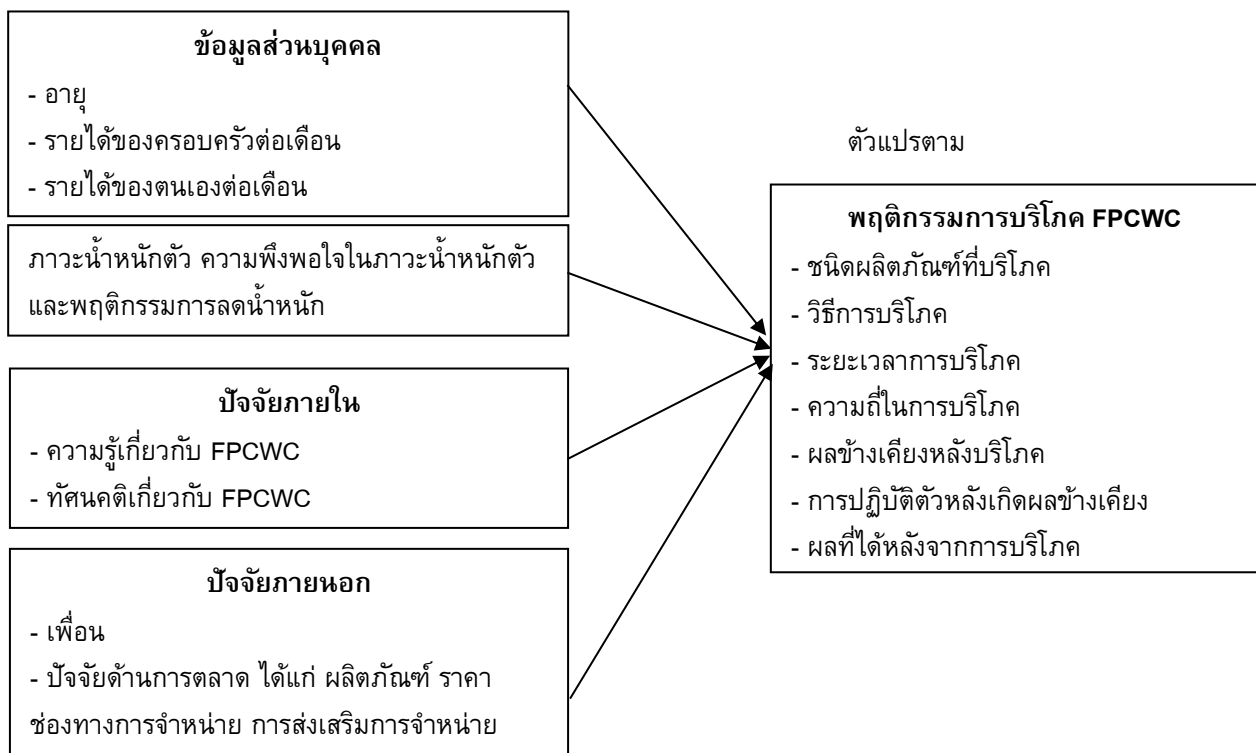 ข้อมูลส่วนบุคคล
- อายุ
- รายได้ของครอบครัวต่อเดือน
- รายได้ของตนเองต่อเดือน
ภาวะน้ำหนักตัว ความพึงพอใจในภาวะน้ำหนักตัว
และพฤติกรรมการลดน้ำหนัก
ปัจจัยภายใน
- ความรู้เกี่ยวกับ FPCWC
- ทัศนคติเกี่ยวกับ FPCWC
ปัจจัยภายนอก
- เพื่อน
- ปัจจัยด้านการตลาด ได้แก่ ผลิตภัณฑ์ ราคา
ช่องทางการจำหน่าย การส่งเสริมการจำหน่าย
ตัวแปรตาม
พฤติกรรมการบริโภค FPCWC
- ชนิดผลิตภัณฑ์ที่บริโภค
- วิธีการบริโภค
- ระยะเวลาการบริโภค
- ความถี่ในการบริโภค
- ผลข้างเคียงหลังบริโภค
- การปฏิบัติตัวหลังเกิดผลข้างเคียง
- ผลที่ได้หลังจากการบริโภค